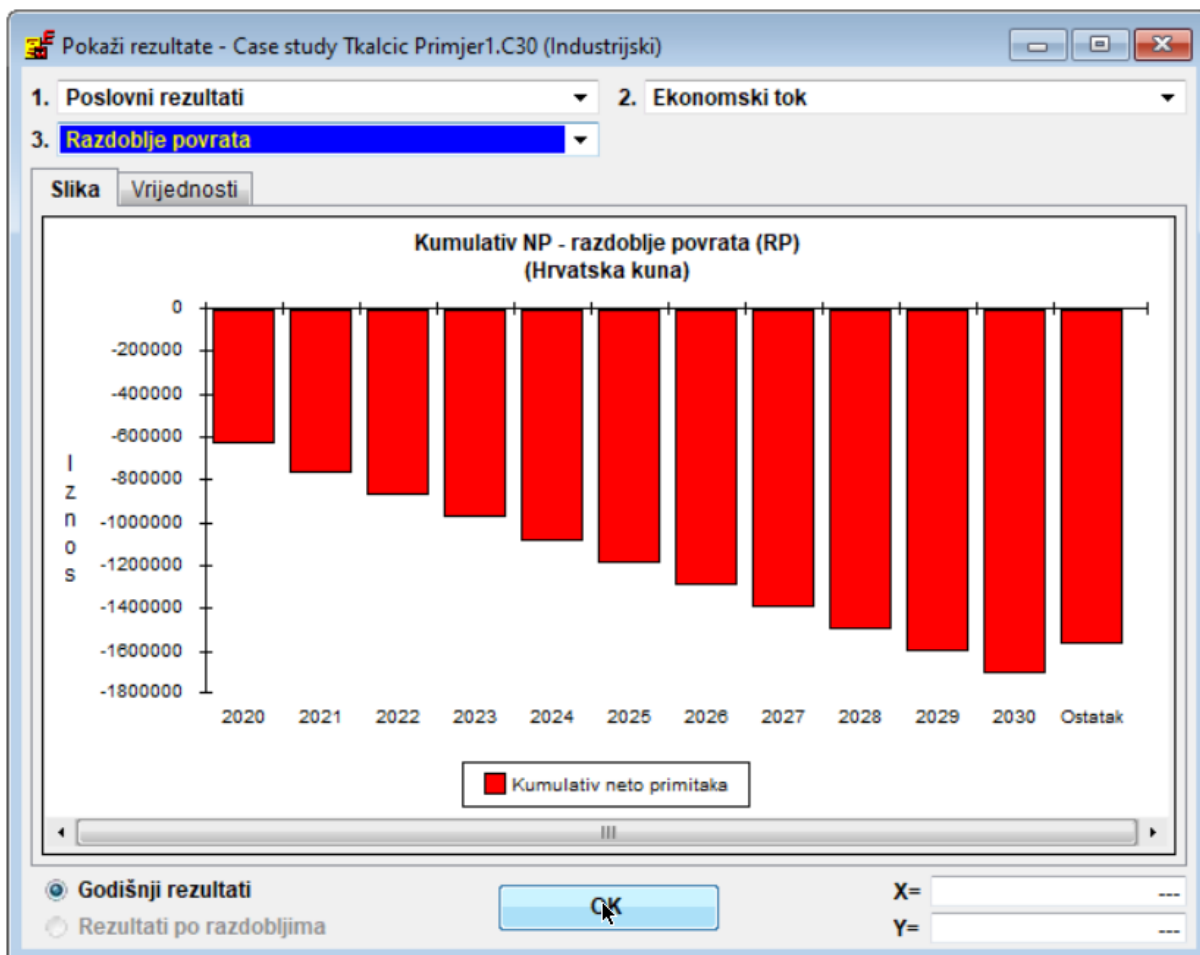 Pokaži rezultate - Case study Tkalcic Primjer1.C30 (Industrijski)
1. Poslovni rezultati 2. Ekonomski tok
3. Razdoblje povrata
Slika Vrijednosti
Kumulativ NP - razdoblje povrata (RP)
(Hrvatska kuna)
0
-200000
-400000
-600000
-800000
-1000000
-1200000
-1400000
-1600000
-1800000
Iznos
2020 2021 2022 2023 2024 2025 2026 2027 2028 2029 2030 Ostatak
Kumulativ neto primitaka
Godišnji rezultati OK X= ---
Rezultati po razdobljima Y= ---